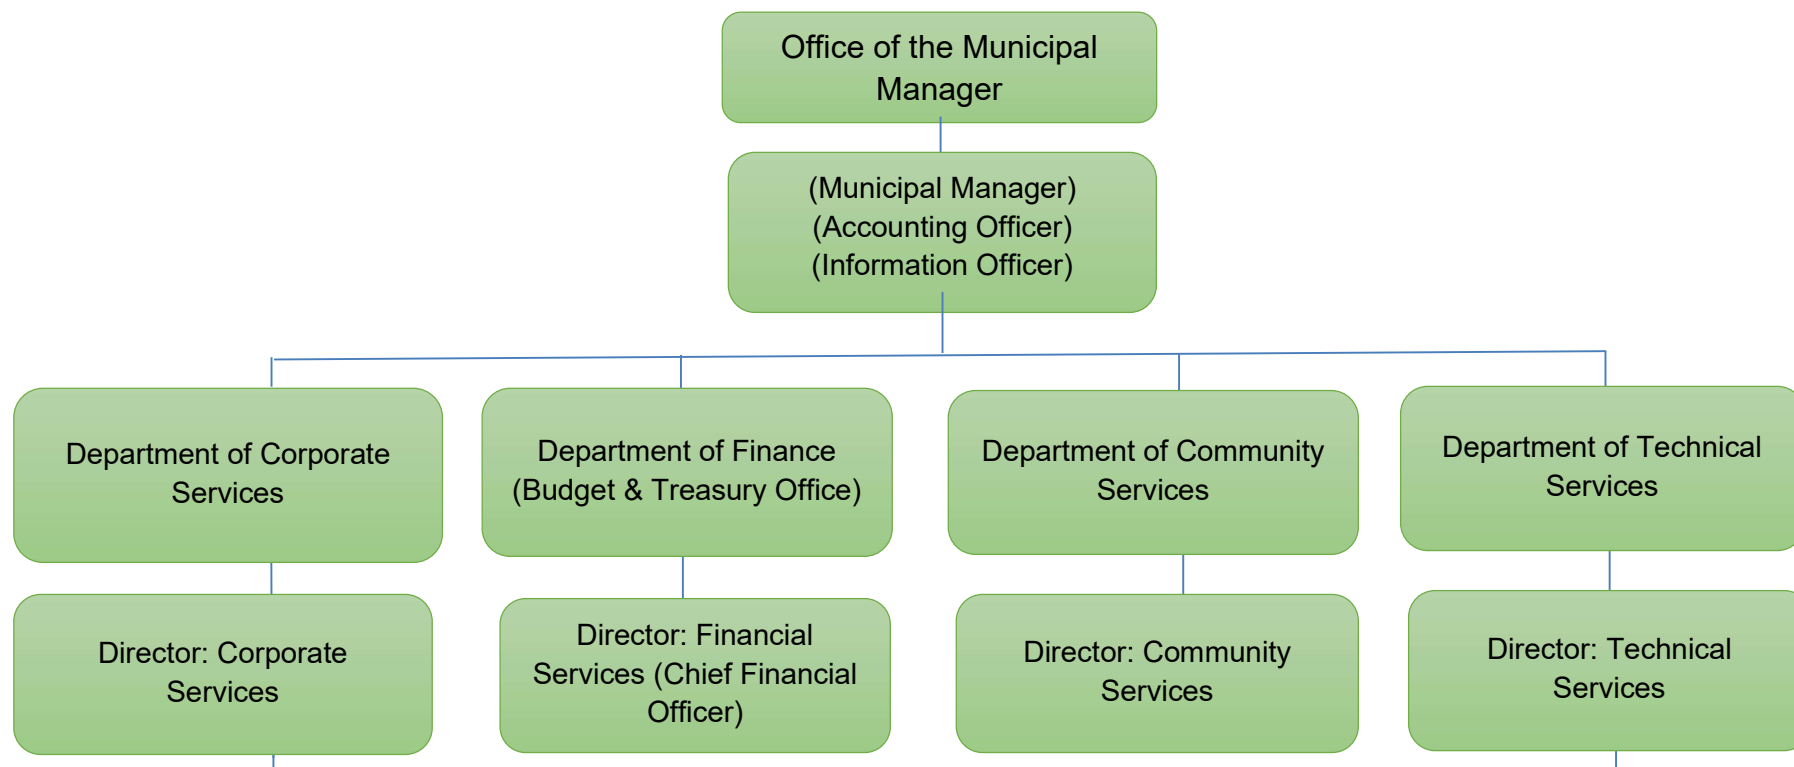 Office of the Municipal
Manager
(Municipal Manager)
(Accounting Officer)
(Information Officer)
Department of Corporate
Services
Department of Finance
(Budget & Treasury Office)
Department of Community
Services
Department of Technical
Services
Director: Corporate
Services
Director: Financial
Services (Chief Financial
Officer)
Director: Community
Services
Director: Technical
Services